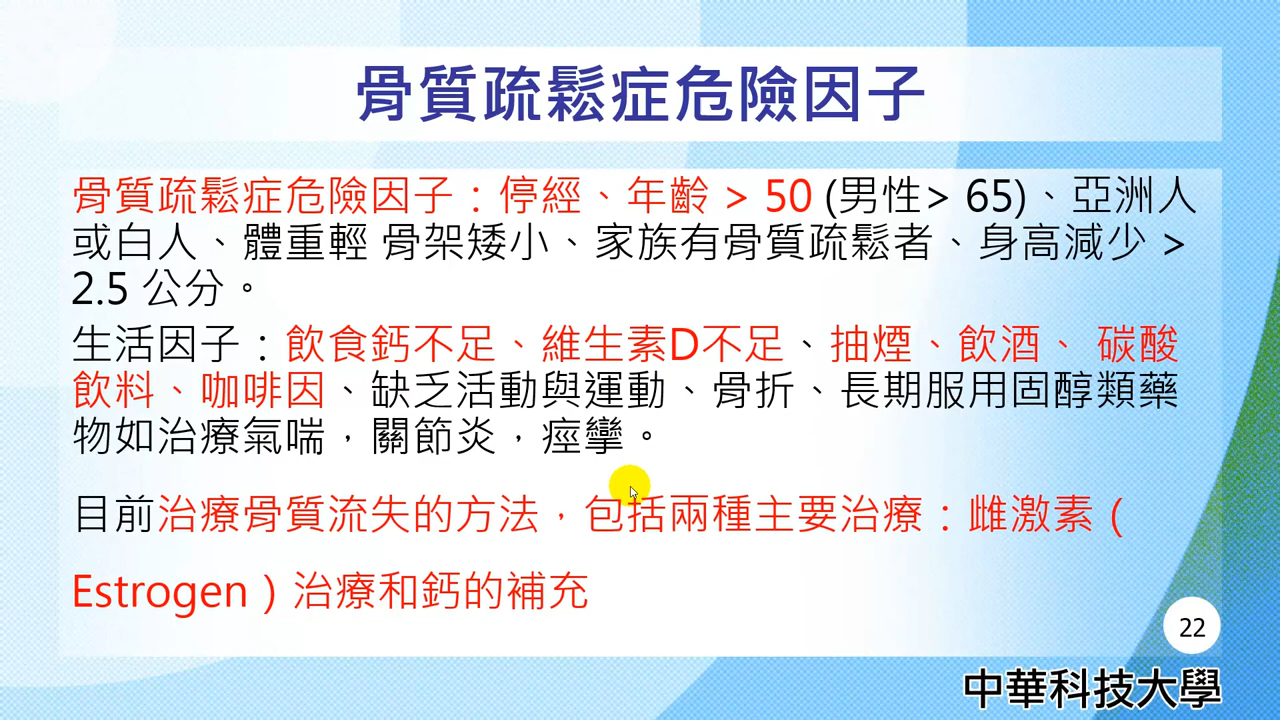 骨質疏鬆症危險因子
骨質疏鬆症危險因子：停經、年齡 > 50 (男性> 65)、亞洲人
或白人、體重輕 骨架矮小、家族有骨質疏鬆者、身高減少 >
2.5 公分。
生活因子：飲食鈣不足、維生素D不足、抽煙、飲酒、 碳酸
飲料、咖啡因、缺乏活動與運動、骨折、長期服用固醇類藥
物如治療氣喘，關節炎，痙攣。
目前治療骨質流失的方法，包括兩種主要治療：雌激素（
Estrogen）治療和鈣的補充
22
中華科技大學